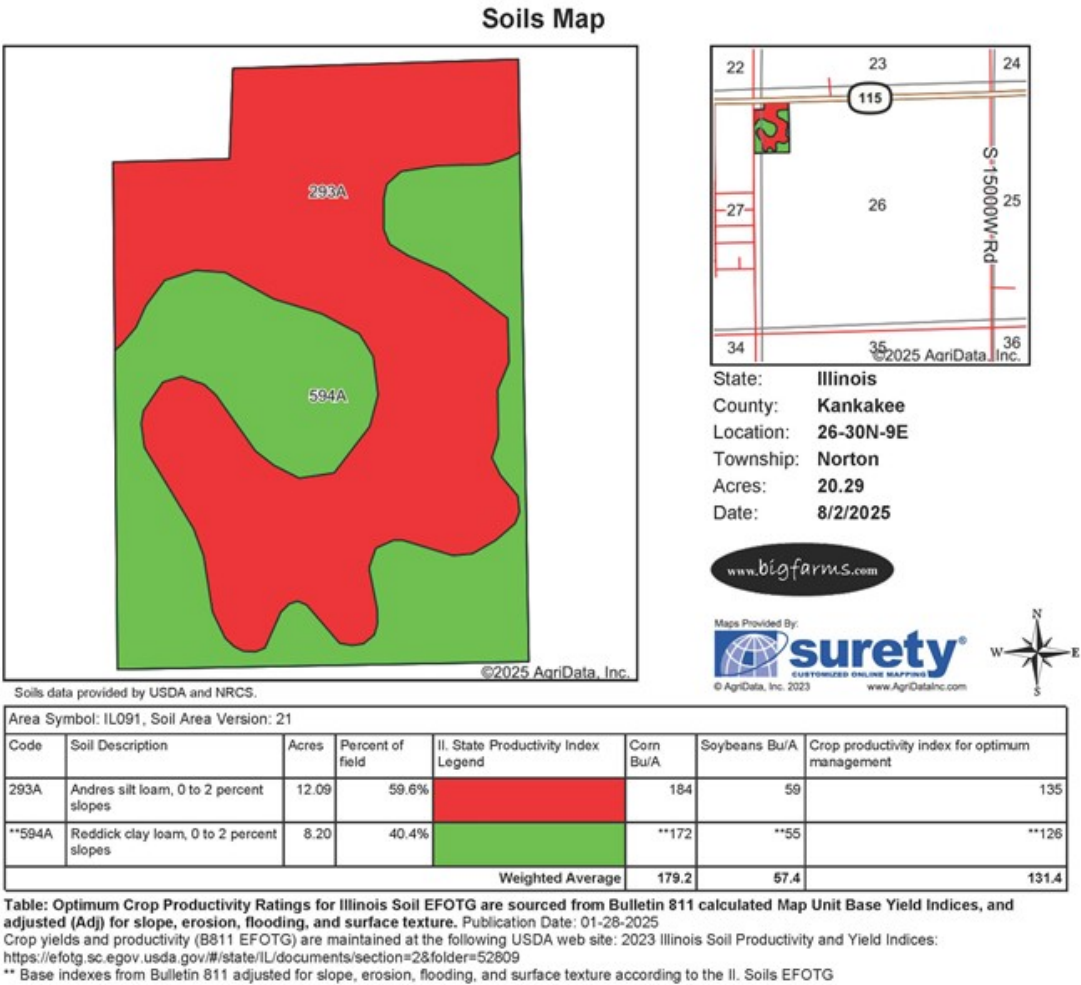 Soils Map
293A
594A
©2025 AgriData, Inc.
22
23
24
115
27
26
25
S 15000W Rd
34
35
36
©2025 AgriData, Inc.
State: Illinois
County: Kankakee
Location: 26-30N-9E
Township: Norton
Acres: 20.29
Date: 8/2/2025
www.bigfarms.com
Maps Provided By:
surety®
CUSTOMIZED ONLINE MAPPING
© AgriData, Inc. 2023 www.AgriDataInc.com
N
W E
S
Soils data provided by USDA and NRCS.
Area Symbol: IL091, Soil Area Version: 21
Code Soil Description Acres Percent of field II. State Productivity Index Legend Corn Bu/A Soybeans Bu/A Crop productivity index for optimum management
293A Andres silt loam, 0 to 2 percent slopes 12.09 59.6% 184 59 135
**594A Reddick clay loam, 0 to 2 percent slopes 8.20 40.4% **172 **55 **126
Weighted Average 179.2 57.4 131.4
Table: Optimum Crop Productivity Ratings for Illinois Soil EFOTG are sourced from Bulletin 811 calculated Map Unit Base Yield Indices, and
adjusted (Adj) for slope, erosion, flooding, and surface texture. Publication Date: 01-28-2025
Crop yields and productivity (B811 EFOTG) are maintained at the following USDA web site: 2023 Illinois Soil Productivity and Yield Indices:
https://efotg.sc.egov.usda.gov/#/state/IL/documents/section=2&folder=52809
** Base indexes from Bulletin 811 adjusted for slope, erosion, flooding, and surface texture according to the II. Soils EFOTG